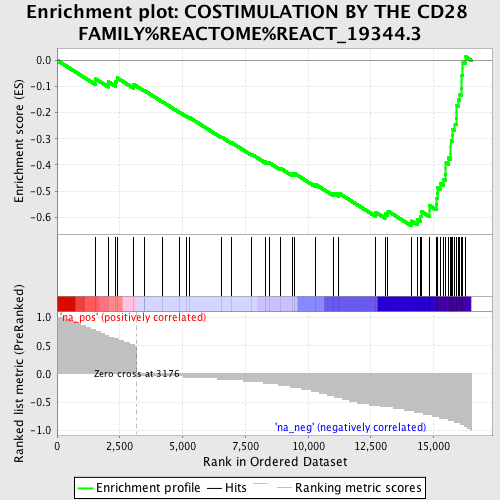 Enrichment plot: COSTIMULATION BY THE CD28
FAMILY%REACTOME%REACT_19344.3
Enrichment score (ES)
0.0
-0.1
-0.2
-0.3
-0.4
-0.5
-0.6
Ranked list metric (PreRanked)
1.0
0.5
0.0
-0.5
-1.0
'na_pos' (positively correlated)
Zero cross at 3176
'na_neg' (negatively correlated)
0
2,500
5,000
7,500
10,000
12,500
15,000
Rank in Ordered Dataset
Enrichment profile
Hits
Ranking metric scores